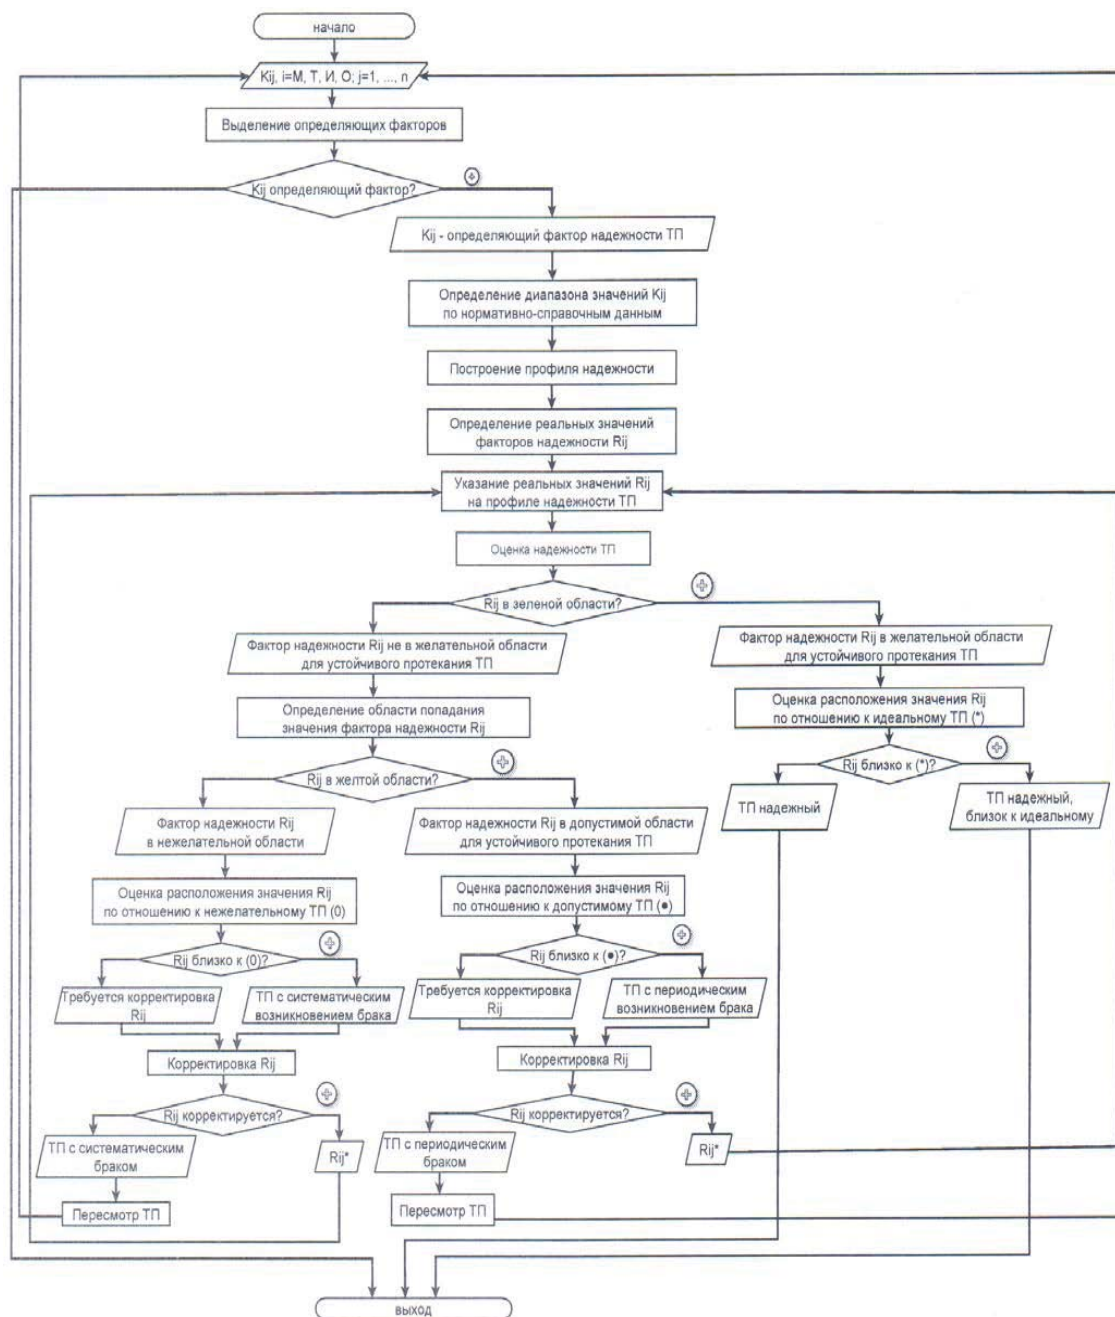 начало
Kij, i=М, Т, И, О; j=1, ..., n
Выделение определяющих факторов
Kij определяющий фактор?
Kij - определяющий фактор надежности ТП
Определение диапазона значений Kij
по нормативно-справочным данным
Построение профиля надежности
Определение реальных значений
факторов надежности Rij
Указание реальных значений Rij
на профиле надежности ТП
Оценка надежности ТП
Rij в зеленой области?
Фактор надежности Rij не в желательной области
для устойчивого протекания ТП
Фактор надежности Rij в желательной области
для устойчивого протекания ТП
Определение области попадания
значения фактора надежности Rij
Оценка расположения значения Rij
по отношению к идеальному ТП (*)
Rij в желтой области?
Rij близко к (*)?
ТП надежный
ТП надежный,
близок к идеальному
Фактор надежности Rij
в нежелательной области
Фактор надежности Rij в допустимой области
для устойчивого протекания ТП
Оценка расположения значения Rij
по отношению к нежелательному ТП (0)
Оценка расположения значения Rij
по отношению к допустимому ТП (●)
Rij близко к (0)?
Rij близко к (●)?
Требуется корректировка
Rij
ТП с систематическим
возникновением брака
Требуется корректировка
Rij
ТП с периодическим
возникновением брака
Корректировка Rij
Корректировка Rij
Rij корректируется?
Rij корректируется?
ТП с систематическим
браком
Rij*
ТП с периодическим
браком
Rij*
Пересмотр ТП
Пересмотр ТП
выход